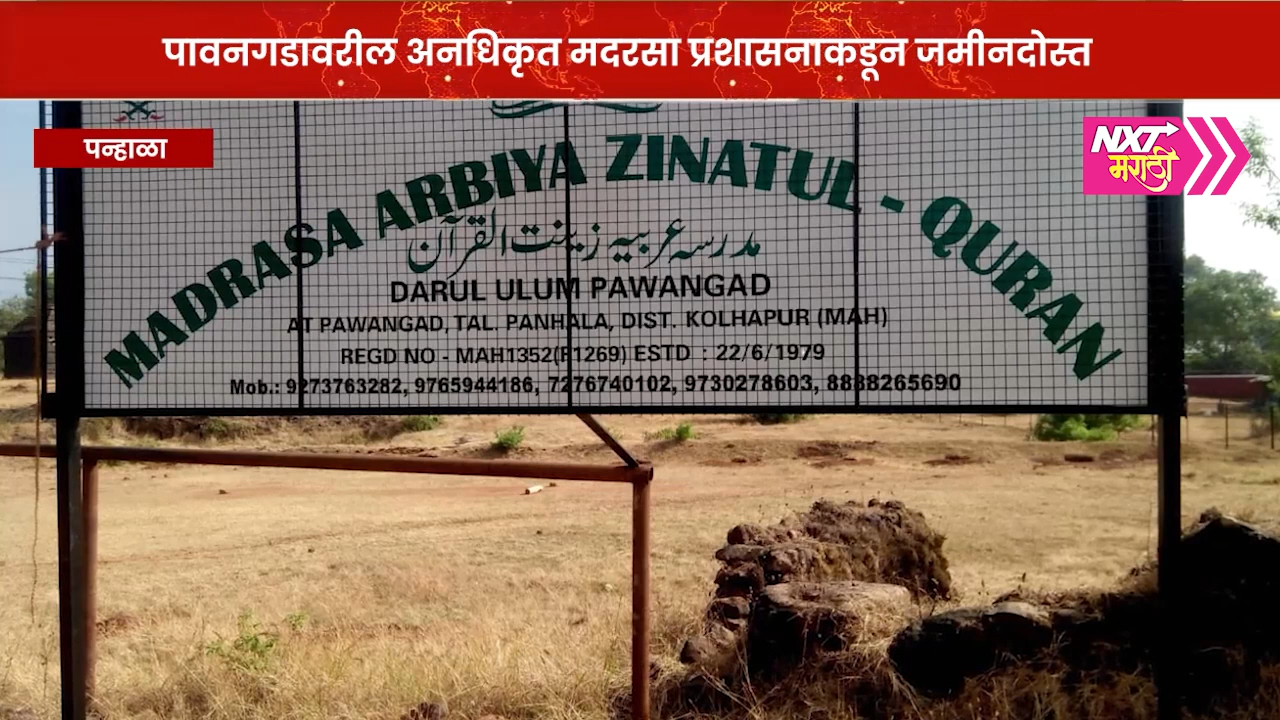 पावनगडावरील अनधिकृत मदरसा प्रशासनाकडून जमीनदोस्त
पन्हाळा
NXT
मराठी
MADRASA ARBIYA ZINATUL - QURAN
مدرسہ عربیہ زینت القرآن
DARUL ULUM PAWANGAD
AT PAWANGAD, TAL. PANHALA, DIST. KOLHAPUR (MAH)
REGD NO - MAH1352(F1269) ESTD : 22/6/1979
Mob.: 9273763282, 9765944186, 7276740102, 9730278603, 8888265690